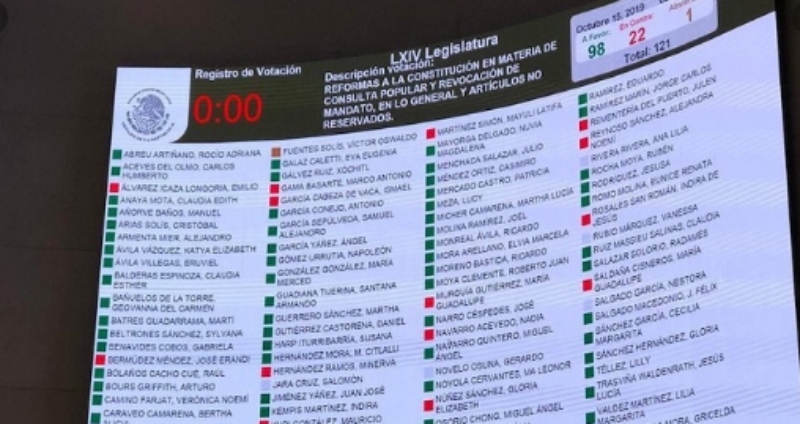 Registro de Votación
0:00
LXIV Legislatura
Descripción votación:
REFORMAS A LA CONSTITUCIÓN EN MATERIA DE
CONSULTA POPULAR Y REVOCACIÓN DE
MANDATO, EN LO GENERAL Y ARTÍCULOS NO
RESERVADOS.
Octubre 15, 2019
A Favor: En Contra:
98 22 1
Total: 121
ABREU ARTIÑANO, ROCÍO ADRIANA
ACEVES DEL OLMO, CARLOS
HUMBERTO
ÁLVAREZ ICAZA LONGORIA, EMILIO
ANAYA MOTA, CLAUDIA EDITH
AÑORVE BAÑOS, MANUEL
ARIAS SOLÍS, CRISTÓBAL
ARMENTA MIER, ALEJANDRO
ÁVILA VÁZQUEZ, KATYA ELIZABETH
ÁVILA VILLEGAS, ERUVIEL
BALDERAS ESPINOZA, CLAUDIA
ESTHER
BAÑUELOS DE LA TORRE,
GEOVANNA DEL CARMEN
BATRES GUADARRAMA, MARTÍ
BELTRONES SÁNCHEZ, SYLVANA
BENAVIDES COBOS, GABRIELA
BERMÚDEZ MÉNDEZ, JOSÉ ERANDI
BOLAÑOS CACHO CUÉ, RAÚL
BOURS GRIFFITH, ARTURO
CAMINO FARJAT, VERÓNICA NOEMÍ
CARAVEO CAMARENA, BERTHA
ALICIA
FUENTES SOLÍS, VÍCTOR OSWALDO
GALAZ CALETTI, EVA EUGENIA
GÁLVEZ RUIZ, XÓCHITL
GAMA BASARTE, MARCO ANTONIO
GARCÍA CABEZA DE VACA, ISMAEL
GARCÍA CONEJO, ANTONIO
GARCÍA SEPÚLVEDA, SAMUEL
ALEJANDRO
GARCÍA YÁÑEZ, ÁNGEL
GÓMEZ URRUTIA, NAPOLEÓN
GONZÁLEZ GONZÁLEZ, MARÍA
MERCED
GUADIANA TIJERINA, SANTANA
ARMANDO
GUERRERO SÁNCHEZ, MARTHA
GUTIÉRREZ CASTORENA, DANIEL
HARP ITURRIBARRÍA, SUSANA
HERNÁNDEZ MORA, M. CITLALLI
HERNÁNDEZ RAMOS, MINERVA
JARA CRUZ, SALOMÓN
JIMÉNEZ YÁÑEZ, JUAN JOSÉ
KEMPIS MARTÍNEZ, INDIRA
KURI GONZÁLEZ, MAURICIO
MARTÍNEZ SIMÓN, MAYULI LATIFA
MAYORGA DELGADO, NUVIA
MAGDALENA
MENCHACA SALAZAR, JULIO
MÉNDEZ ORTIZ, CASIMIRO
MERCADO CASTRO, PATRICIA
MEZA, LUCY
MICHER CAMARENA, MARTHA LUCÍA
MOLINA RAMÍREZ, JOEL
MONREAL ÁVILA, RICARDO
MORA ARELLANO, ELVIA MARCELA
MORENO BASTIDA, RICARDO
MOYA CLEMENTE, ROBERTO JUAN
MURGUÍA GUTIÉRREZ, MARÍA
GUADALUPE
NARRO CÉSPEDES, JOSÉ
NAVARRO ACEVEDO, NADIA
NAVARRO QUINTERO, MIGUEL
ÁNGEL
NOVELO OSUNA, GERARDO
NOVOLA CERVANTES, MA LEONOR
NÚÑEZ SÁNCHEZ, GLORIA
ELIZABETH
OSORIO CHONG, MIGUEL ÁNGEL
RAMÍREZ, EDUARDO
RAMÍREZ MARÍN, JORGE CARLOS
REMENTERÍA DEL PUERTO, JULEN
REYNOSO SÁNCHEZ, ALEJANDRA
NOEMÍ
RIVERA RIVERA, ANA LILIA
ROCHA MOYA, RUBÉN
RODRÍGUEZ, JESUSA
ROMO MOLINA, EUNICE RENATA
ROSALES SAN ROMÁN, INDIRA DE
JESÚS
RUBIO MÁRQUEZ, VANESSA
RUIZ MASSIEU SALINAS, CLAUDIA
SALAZAR SOLORIO, RADAMÉS
SALDAÑA CISNEROS, MARÍA
GUADALUPE
SALGADO GARCÍA, NESTORA
SALGADO MACEDONIO, J. FÉLIX
SÁNCHEZ GARCÍA, CECILIA
MARGARITA
SÁNCHEZ HERNÁNDEZ, GLORIA
TÉLLEZ, LILLY
TRASVIÑA WALDENRATH, JESÚS
LUCÍA
VALDEZ MARTÍNEZ, LILIA
MARGARITA
MORA, GRICELDA